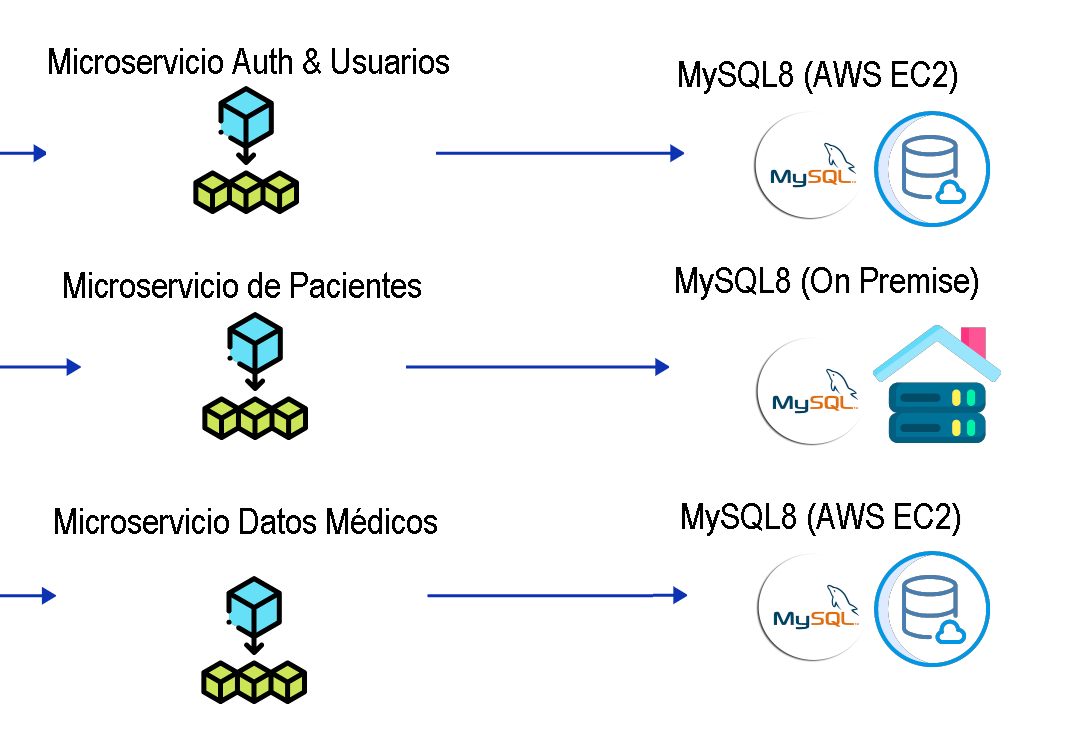 Microservicio Auth & Usuarios
MySQL8 (AWS EC2)
MySQL
Microservicio de Pacientes
MySQL8 (On Premise)
MySQL
Microservicio Datos Médicos
MySQL8 (AWS EC2)
MySQL